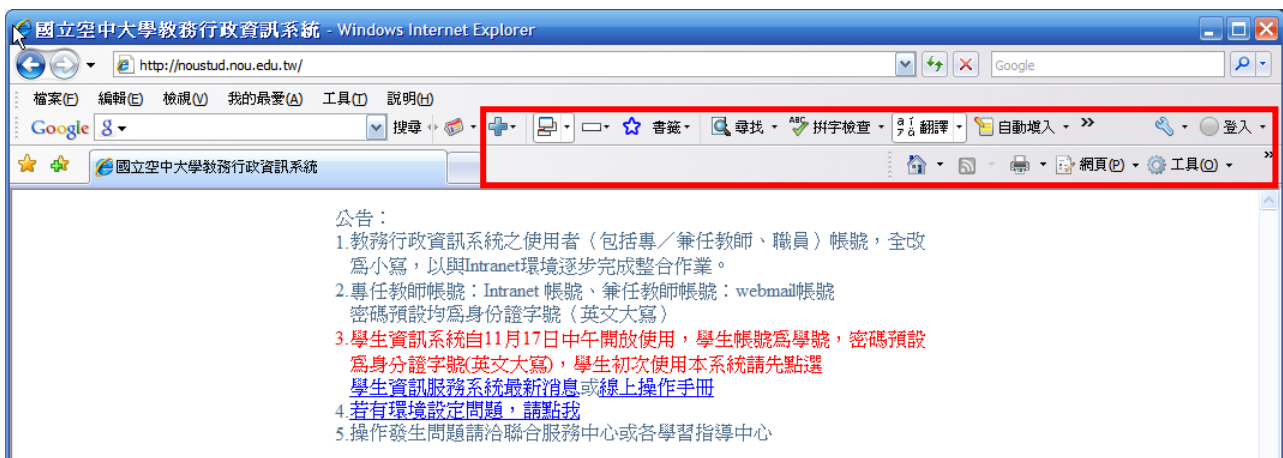 國立空中大學教務行政資訊系統 - Windows Internet Explorer
http://noustud.nou.edu.tw/ Google
檔案(F) 編輯(E) 檢視(V) 我的最愛(A) 工具(T) 說明(H)
Google 搜尋 書籤 尋找 ABC 拼字檢查 翻譯 自動填入 登入
國立空中大學教務行政資訊系統 網頁(P) 工具(O)
公告：
1.教務行政資訊系統之使用者（包括專／兼任教師、職員）帳號，全改
為小寫，以與Intranet環境逐步完成整合作業。
2.專任教師帳號：Intranet 帳號、兼任教師帳號：webmail帳號
密碼預設均為身份證字號（英文大寫）
3.學生資訊系統自11月17日中午開放使用，學生帳號為學號，密碼預設
為身分證字號(英文大寫)，學生初次使用本系統請先點選
學生資訊服務系統最新消息或線上操作手冊
4.若有環境設定問題，請點我
5.操作發生問題請洽聯合服務中心或各學習指導中心